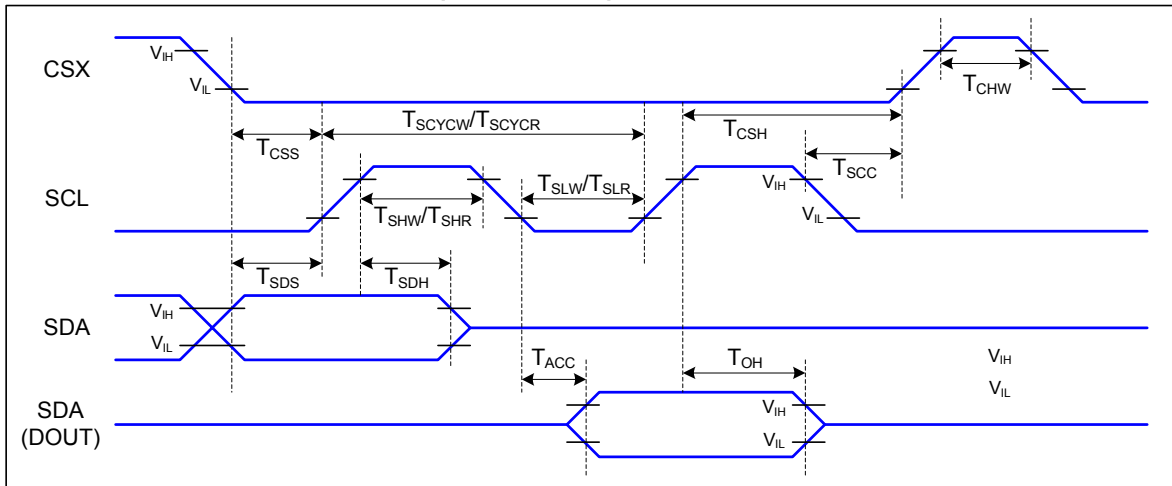 CSX
VIH
VIL
TCHW
TCSS
TSCYCW/TSCYCR
TCSH
TSCC
SCL
TSHW/TSHR
TSLW/TSLR
VIH
VIL
TSDS
TSDH
SDA
VIH
VIL
TACC
TOH
VIH
VIL
SDA
(DOUT)
VIH
VIL